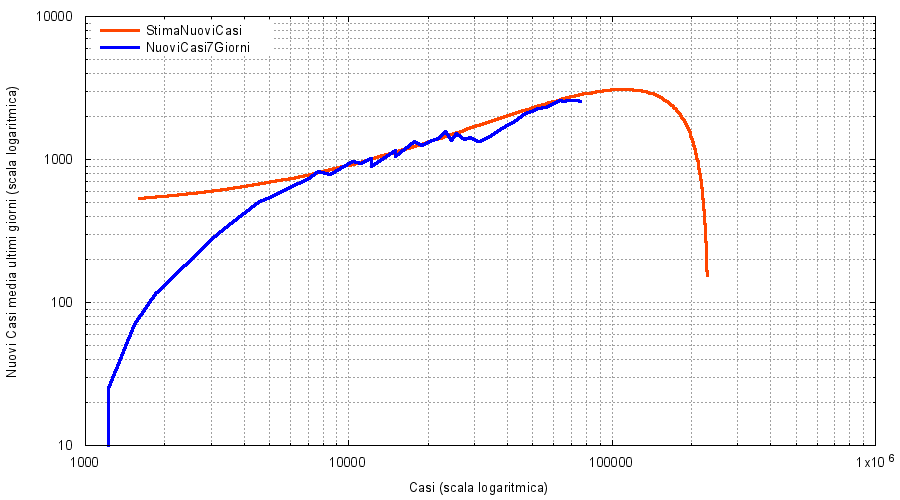 10000
StimaNuoviCasi
NuoviCasi7Giorni
Nuovi Casi media ultimi giorni (scala logaritmica)
1000
100
10
1000
10000
100000
1x10 6
Casi (scala logaritmica)